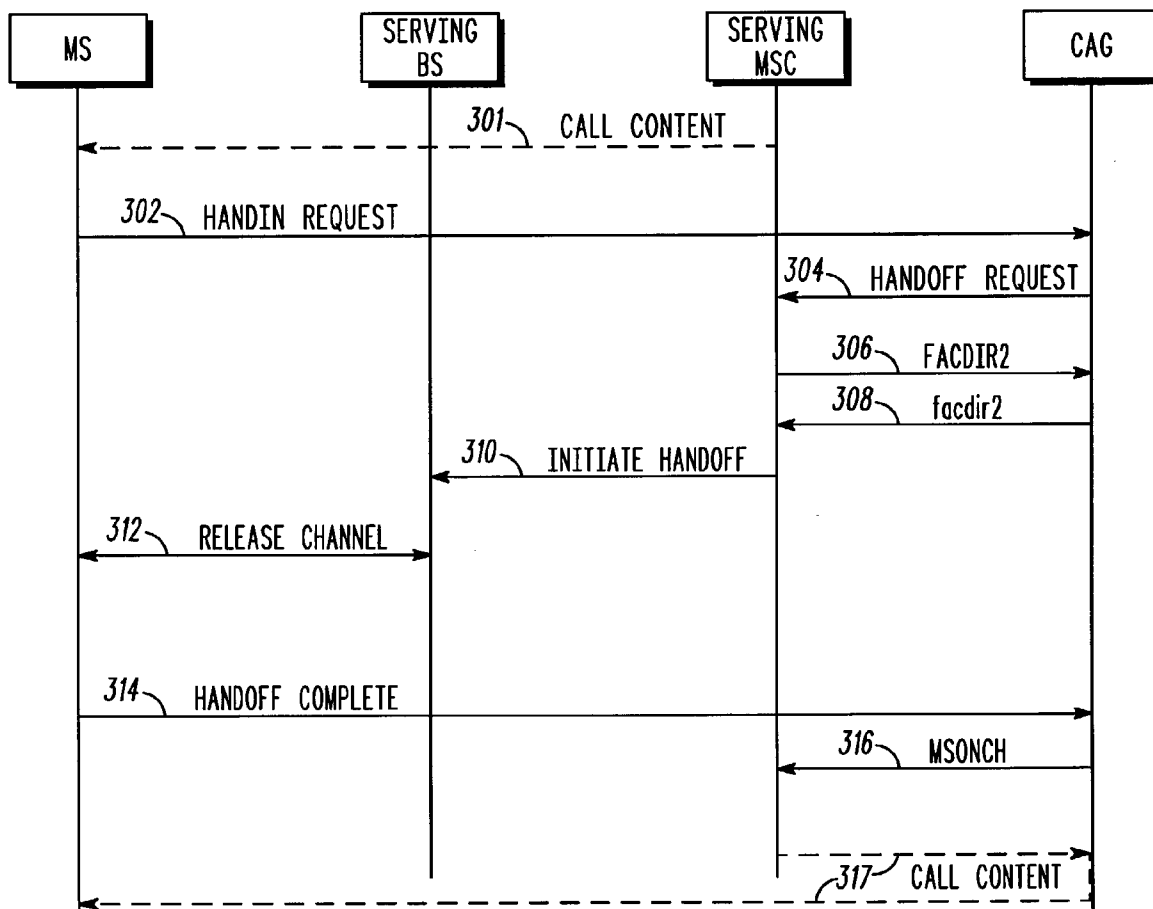 MS
SERVING
BS
SERVING
MSC
CAG
301 CALL CONTENT
302 HANDIN REQUEST
304 HANDOFF REQUEST
306 FACDIR2
308 facdir2
310 INITIATE HANDOFF
312 RELEASE CHANNEL
314 HANDOFF COMPLETE
316 MSONCH
317 CALL CONTENT